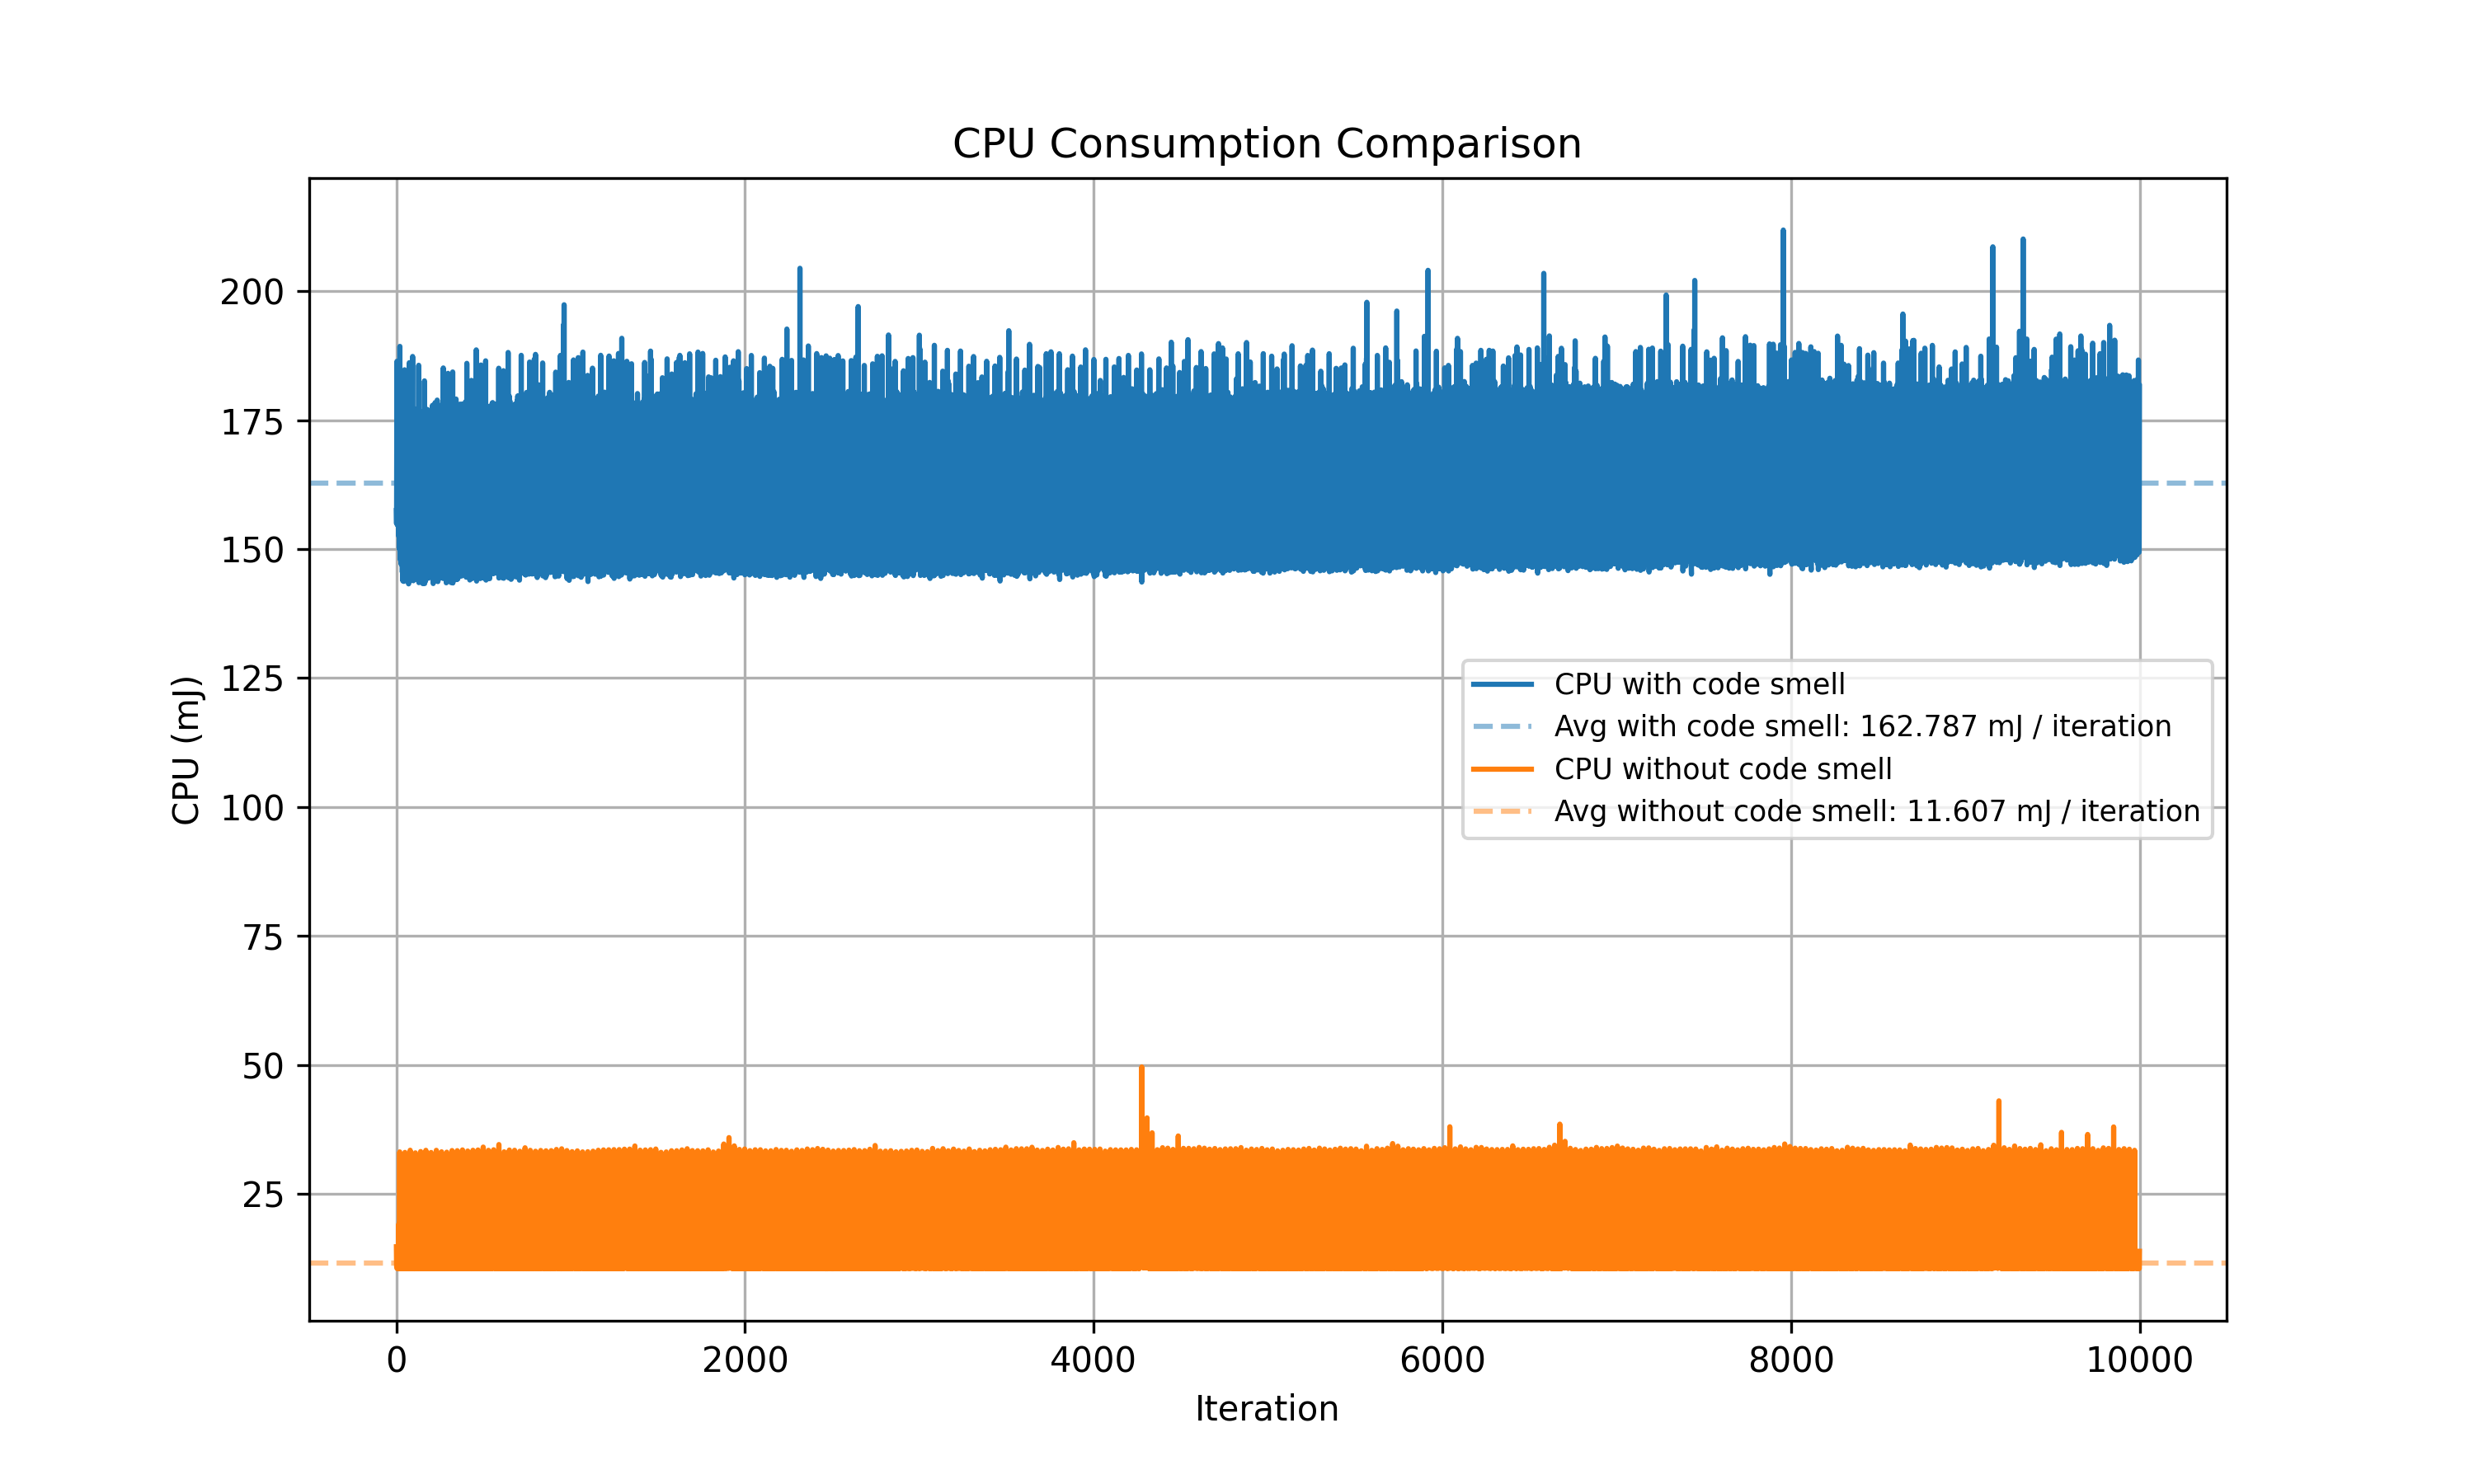 CPU Consumption Comparison
200
175
150
125
100
75
50
25
CPU (mJ)
CPU with code smell
Avg with code smell: 162.787 mJ / iteration
CPU without code smell
Avg without code smell: 11.607 mJ / iteration
0 2000 4000 6000 8000 10000
Iteration